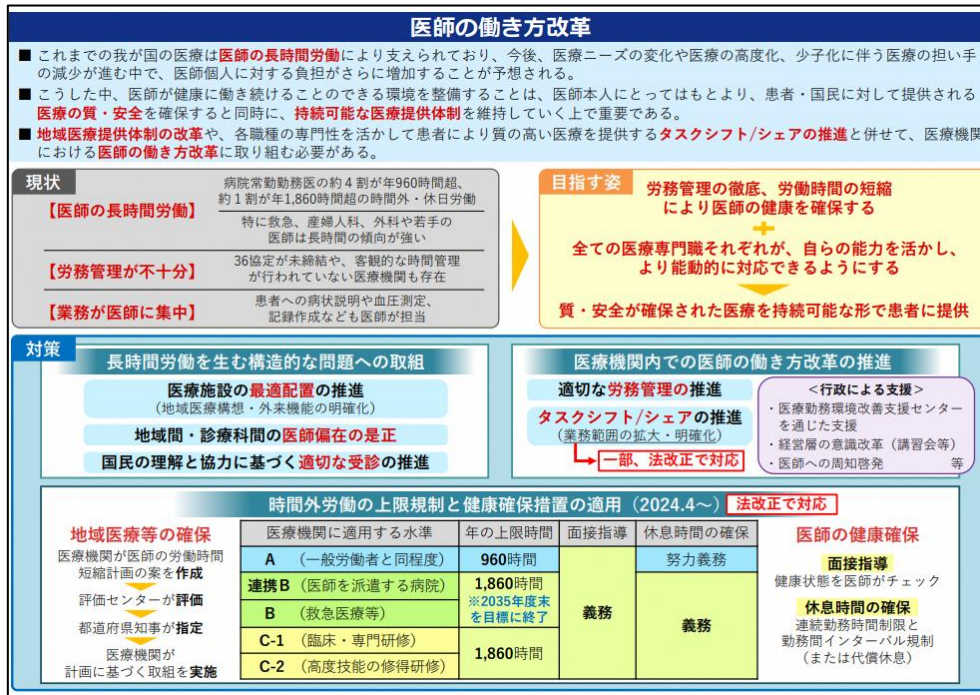 医師の働き方改革
■ これまでの我が国の医療は医師の長時間労働により支えられており、今後、医療ニーズの変化や医療の高度化、少子化に伴う医療の担い手
の減少が進む中で、医師個人に対する負担がさらに増加することが予想される。
■ こうした中、医師が健康に働き続けることのできる環境を整備することは、医師本人にとってはもとより、患者・国民に対して提供される
医療の質・安全を確保すると同時に、持続可能な医療提供体制を維持していく上で重要である。
■ 地域医療提供体制の改革や、各職種の専門性を活かして患者により質の高い医療を提供するタスクシフト/シェアの推進と併せて、医療機関
における医師の働き方改革に取り組む必要がある。
現状
【医師の長時間労働】
病院常勤勤務医の約4割が年960時間超、
約1割が年1,860時間超の時間外・休日労働
特に救急、産婦人科、外科や若手の
医師は長時間の傾向が強い
【労務管理が不十分】
36協定が未締結や、客観的な時間管理
が行われていない医療機関も存在
【業務が医師に集中】
患者への病状説明や血圧測定、
記録作成なども医師が担当
目指す姿
労務管理の徹底、労働時間の短縮
により医師の健康を確保する
+
全ての医療専門職それぞれが、自らの能力を活かし、
より能動的に対応できるようにする
質・安全が確保された医療を持続可能な形で患者に提供
対策
長時間労働を生む構造的な問題への取組
医療施設の最適配置の推進
(地域医療構想・外来機能の明確化)
地域間・診療科間の医師偏在の是正
国民の理解と協力に基づく適切な受診の推進
医療機関内での医師の働き方改革の推進
適切な労務管理の推進
タスクシフト/シェアの推進
(業務範囲の拡大・明確化)
一部、法改正で対応
<行政による支援>
・医療勤務環境改善支援センター
を通じた支援
・経営層の意識改革(講習会等)
・医師への周知啓発 等
時間外労働の上限規制と健康確保措置の適用(2024.4~) 法改正で対応
地域医療等の確保
医療機関が医師の労働時間
短縮計画の案を作成
評価センターが評価
都道府県知事が指定
医療機関が
計画に基づく取組を実施
医療機関に適用する水準 年の上限時間 面接指導 休息時間の確保
A (一般労働者と同程度) 960時間 努力義務
連携B (医師を派遣する病院) 1,860時間
※2035年度末
を目標に終了
B (救急医療等)
義務 義務
C-1 (臨床・専門研修) 1,860時間
C-2 (高度技能の修得研修)
医師の健康確保
面接指導
健康状態を医師がチェック
休息時間の確保
連続勤務時間制限と
勤務間インターバル規制
(または代償休息)